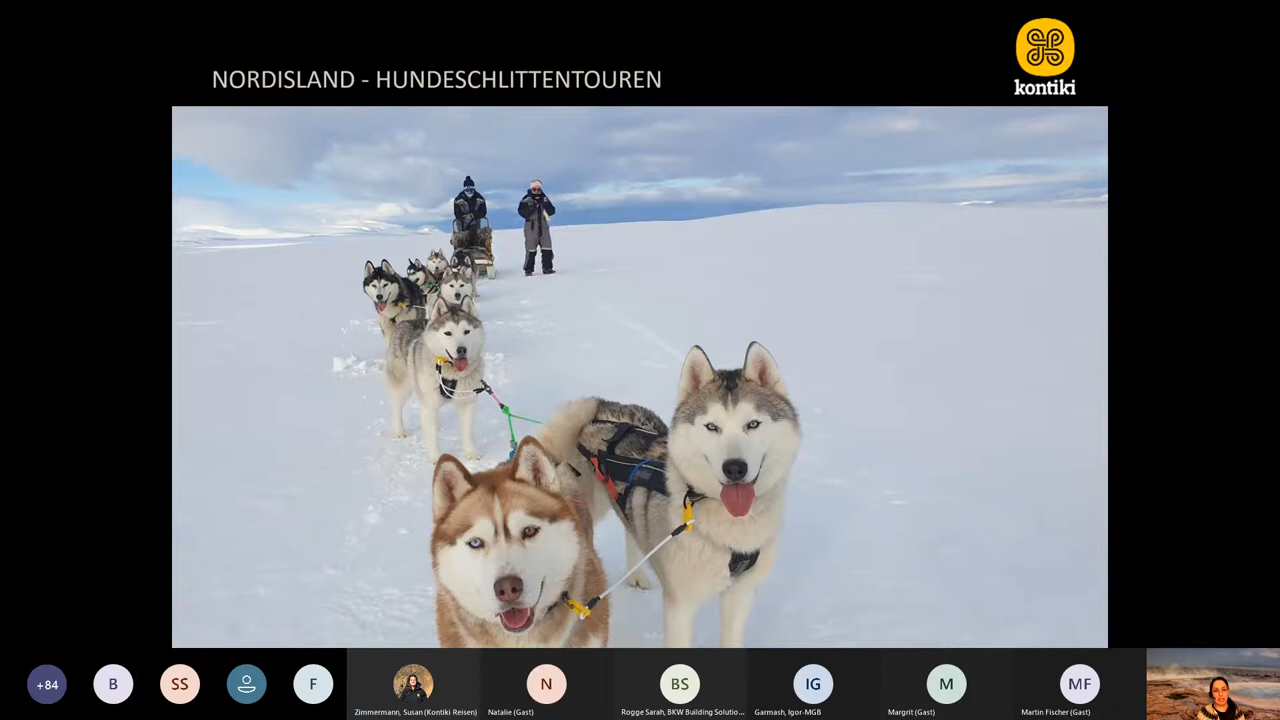 NORDISLAND - HUNDESCHLITTENTOUREN
kontiki
+84
B
SS
F
Zimmermann, Susan (Kontiki Reisen)
N
Natalie (Gast)
BS
Rogge Sarah, BKW Building Solutio...
IG
Garmash, Igor-MGB
M
Margrit (Gast)
MF
Martin Fischer (Gast)